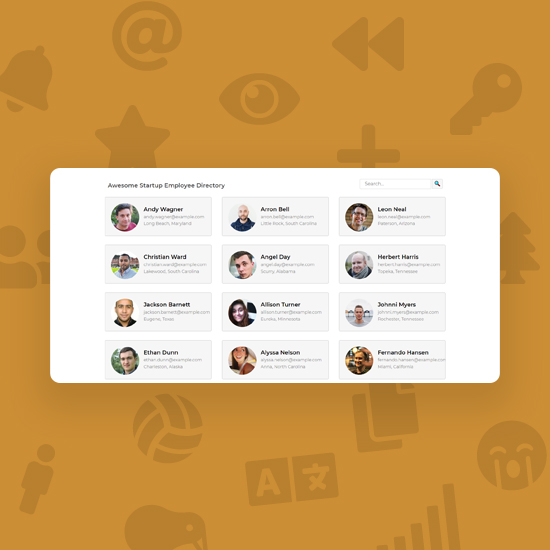 Awesome Startup Employee Directory
Search...
Andy Wagner
andy.wagner@example.com
Long Beach, Maryland
Arron Bell
arron.bell@example.com
Little Rock, South Carolina
Leon Neal
leon.neal@example.com
Paterson, Arizona
Christian Ward
christian.ward@example.com
Lakewood, South Carolina
Angel Day
angel.day@example.com
Scurry, Alabama
Herbert Harris
herbert.harris@example.com
Topeka, Tennessee
Jackson Barnett
jackson.barnett@example.com
Eugene, Texas
Allison Turner
allison.turner@example.com
Eureka, Minnesota
Johnni Myers
johnni.myers@example.com
Rochester, Tennessee
Ethan Dunn
ethan.dunn@example.com
Charleston, Alaska
Alyssa Nelson
alyssa.nelson@example.com
Anna, North Carolina
Fernando Hansen
fernando.hansen@example.com
Miami, California
A